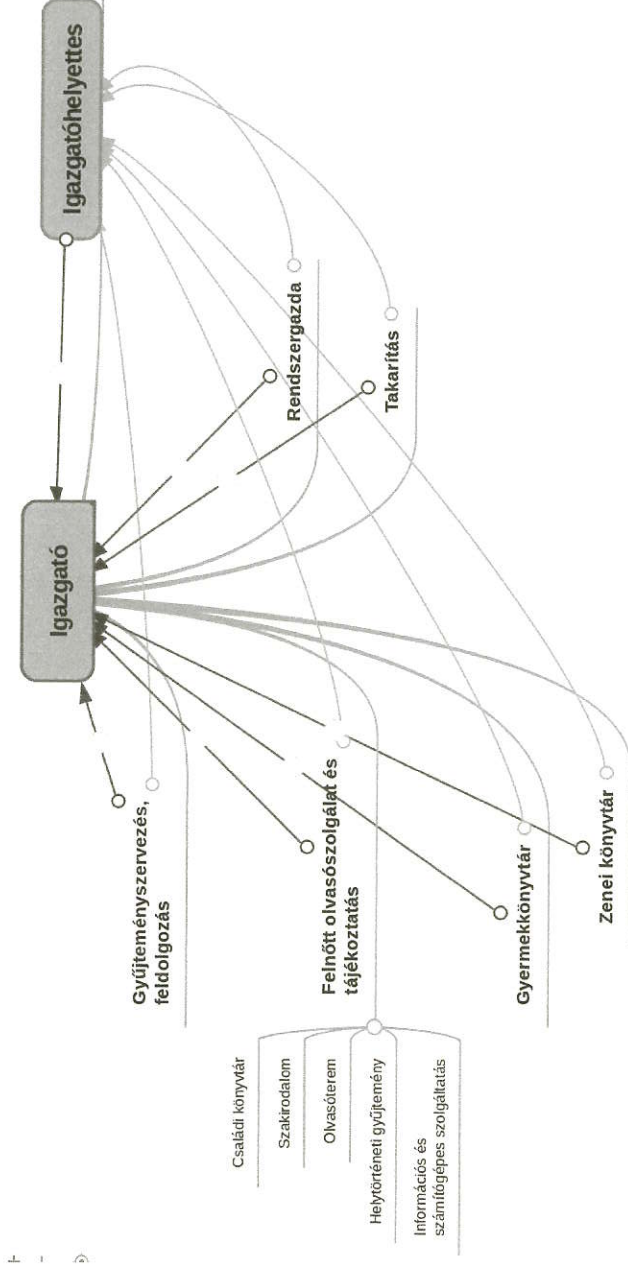 Igazgatóhelyettes
Igazgató
Rendszergazda
Takarítás
Gyűjteményszervezés,
feldolgozás
Felnőtt olvasószolgálat és
tájékoztatás
Gyermekkönyvtár
Zenei könyvtár
Családi könyvtár
Szakirodalom
Olvasóterem
Helytörténeti gyűjtemény
Információs és
számítógépes szolgáltatás